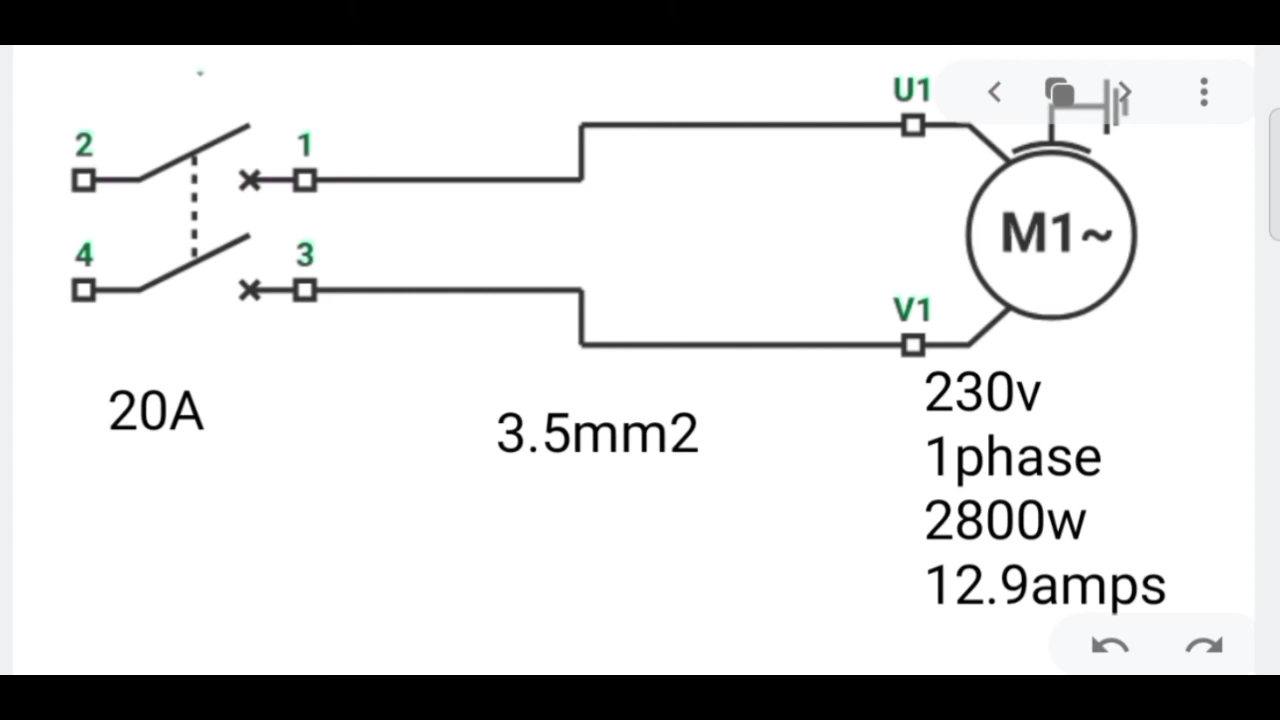 U1
2
1
M1~
4
3
V1
20A
3.5mm2
230v
1phase
2800w
12.9amps